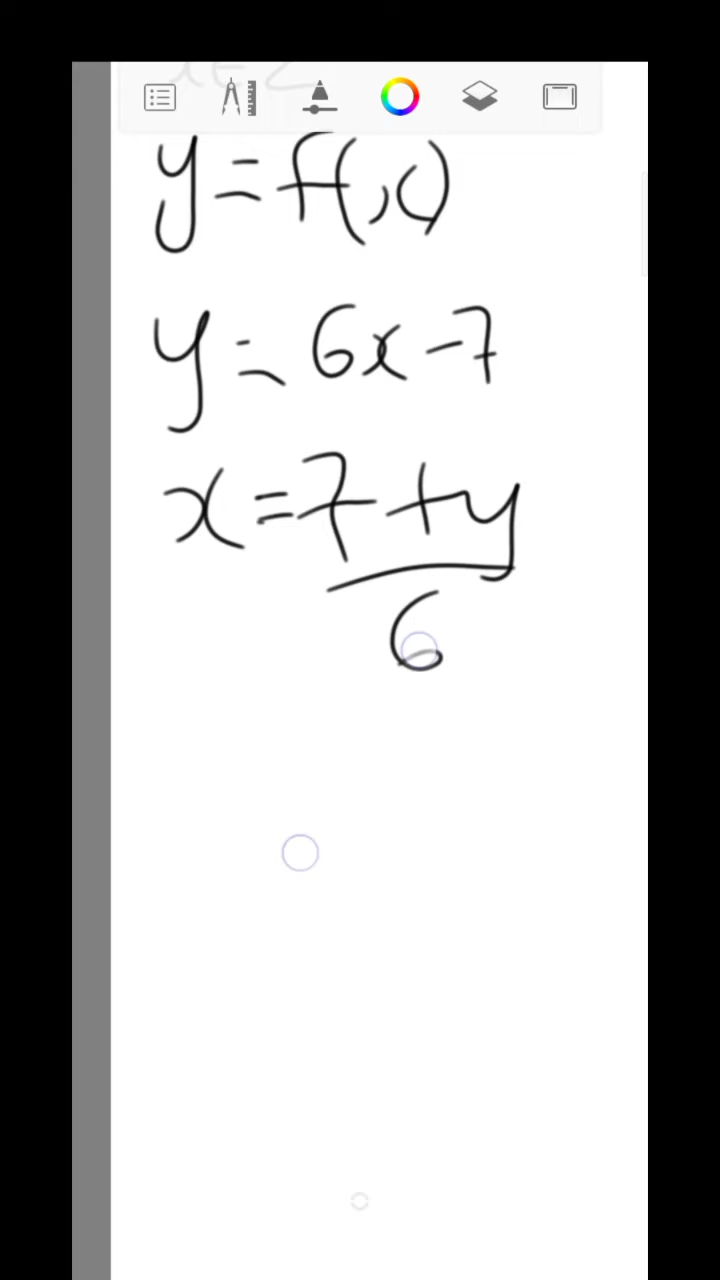 y = f(x)
y = 6x - 7
x = 7 + y
6